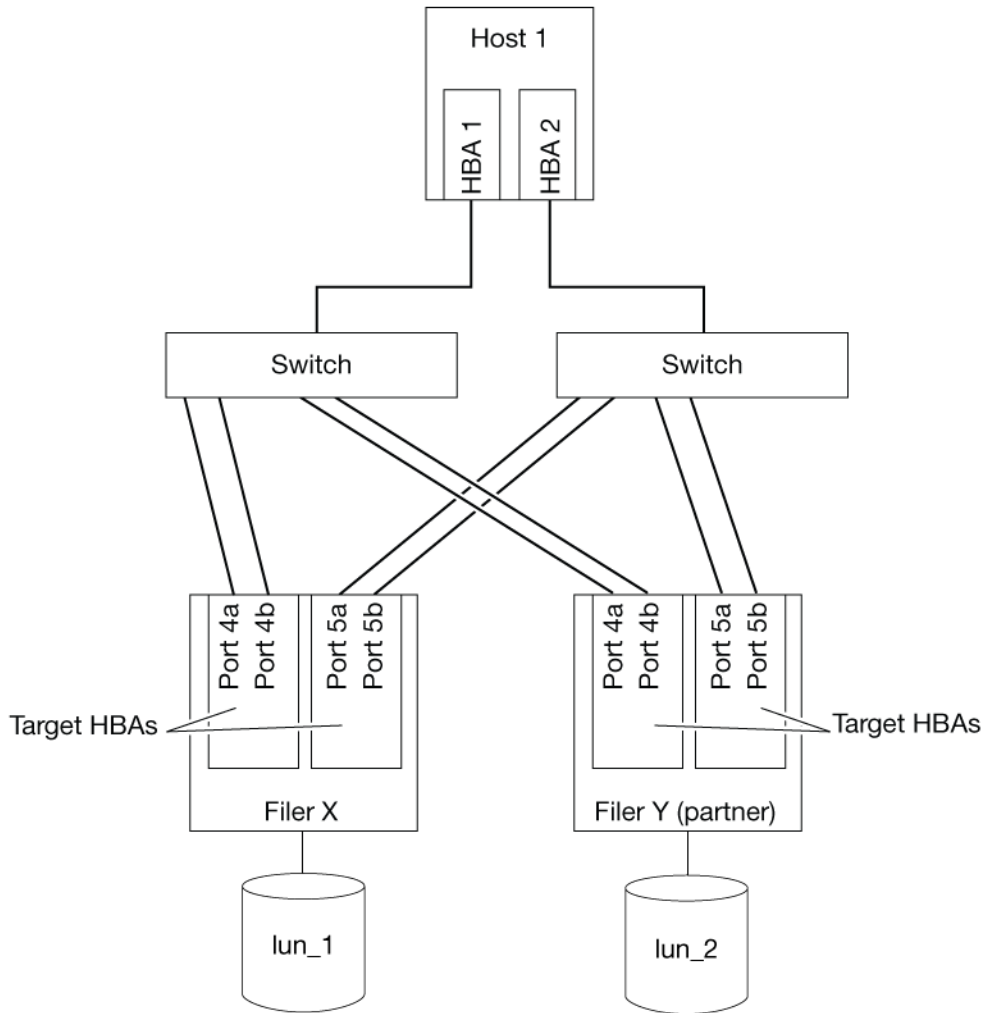 Host 1
HBA 1
HBA 2
Switch
Switch
Port 4a
Port 4b
Port 5a
Port 5b
Port 4a
Port 4b
Port 5a
Port 5b
Target HBAs
Target HBAs
Filer X
Filer Y (partner)
lun_1
lun_2